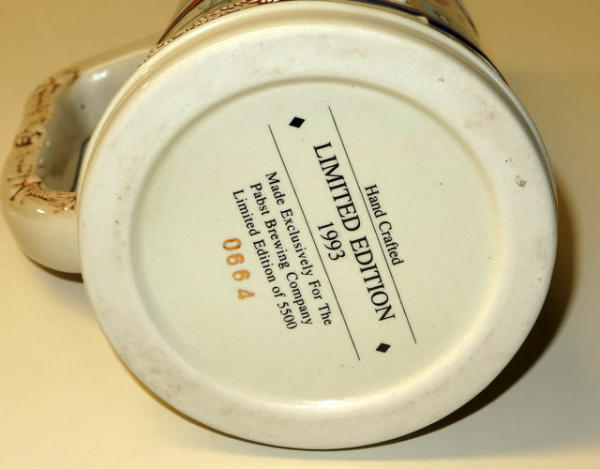 Hand Crafted
LIMITED EDITION
1993
Made Exclusively For The
Pabst Brewing Company
Limited Edition of 5500
0664